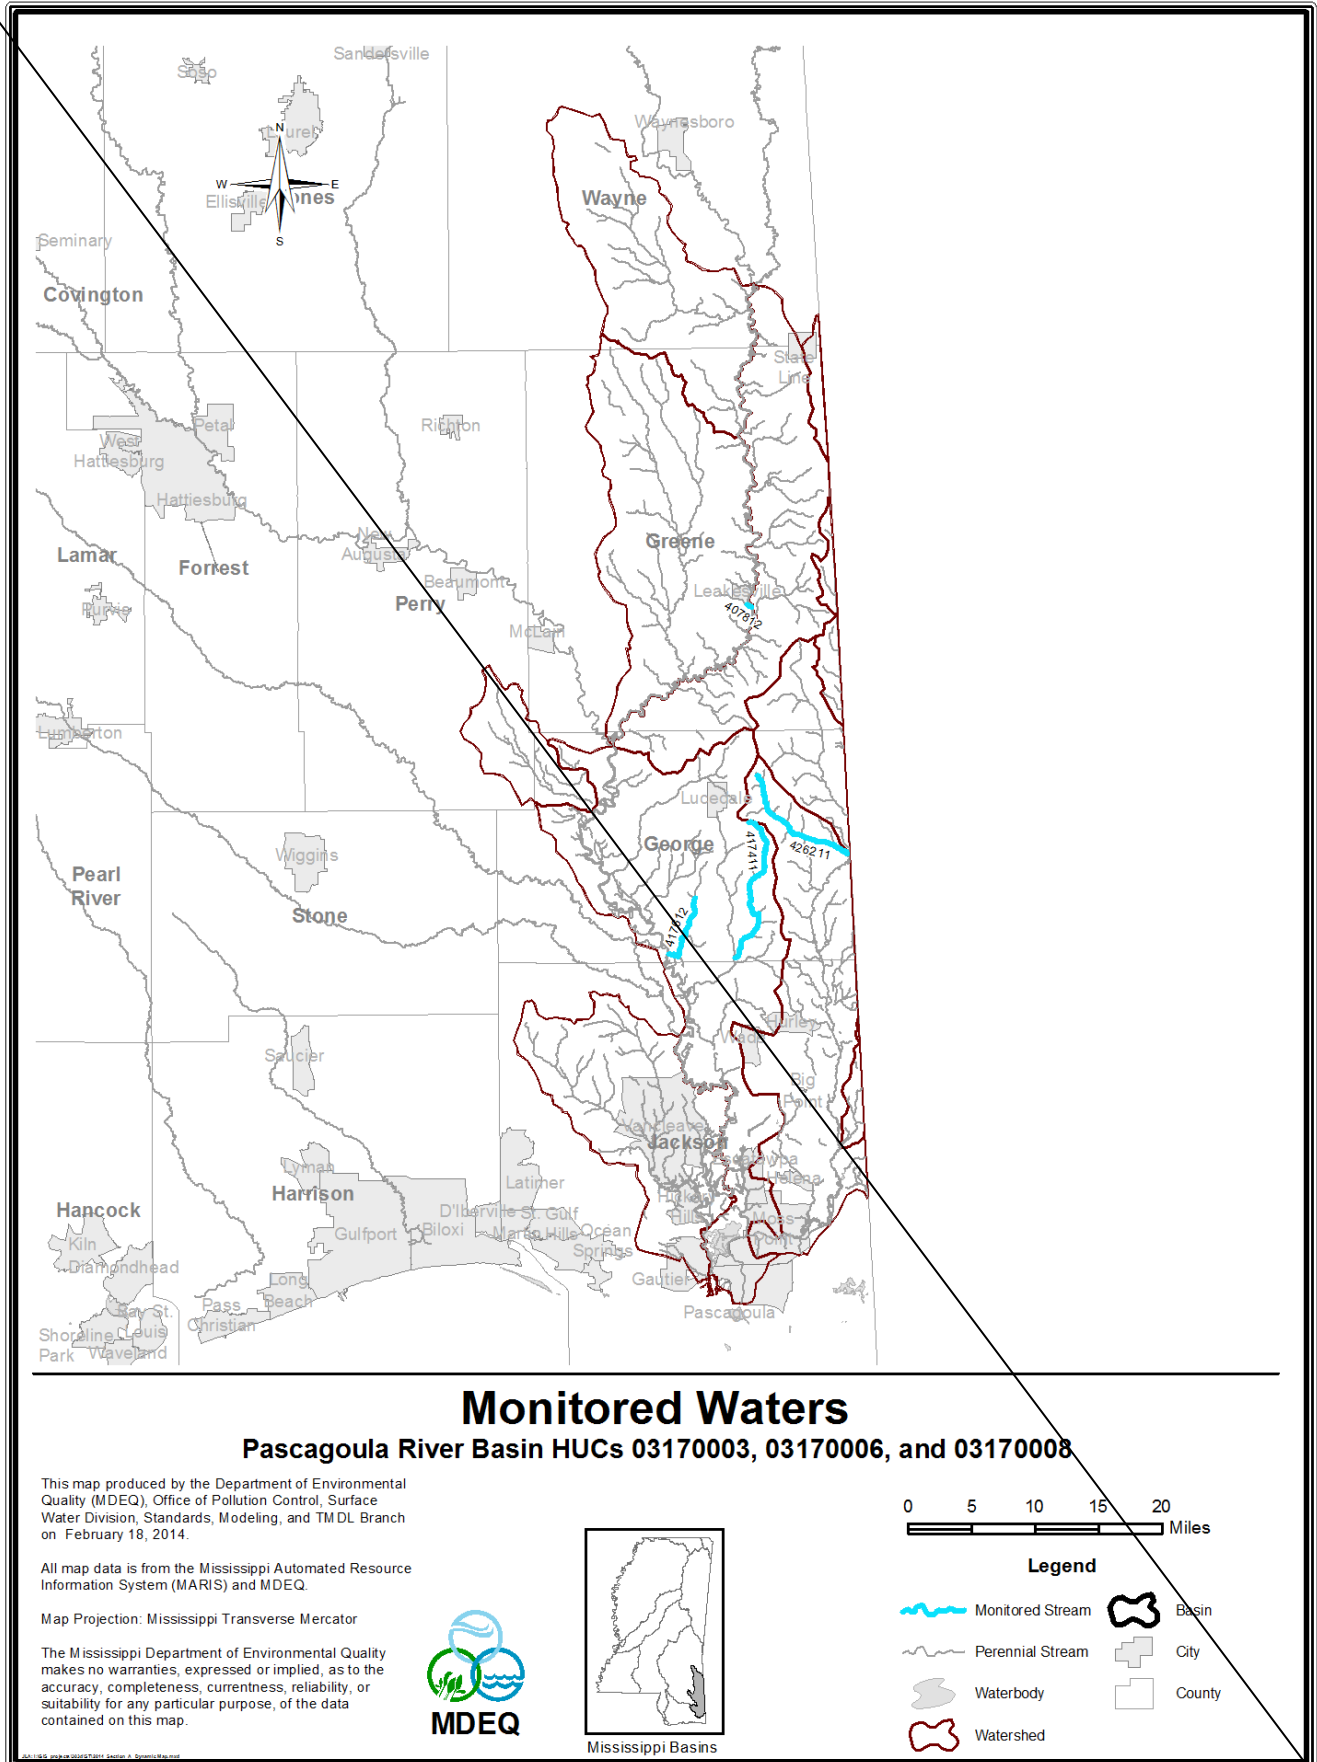 Sandersville
Soso
Waynesboro
Laurel
N
W
E
S
Ellisville
Jones
Wayne
Seminary
Covington
State
Line
Petal
Richton
West
Hattiesburg
Hattiesburg
New
Augusta
Greene
Lamar
Forrest
Beaumont
Leakesville
Purvis
Perry
407812
McLain
Lumberton
Lucedale
George
417411
426211
Wiggins
Pearl
River
Stone
417312
Hurley
Wade
Saucier
Big
Point
Vancleave
Jackson
Escatawpa
Lyman
Helena
Latimer
Harrison
Hickory
Hills
Hancock
D'Iberville
St.
Martin
Gulf
Hills
Moss
Point
Gulfport
Biloxi
Ocean
Springs
Kiln
Diamondhead
Long
Beach
Gautier
Pass
Christian
Bay St.
Louis
Pascagoula
Shoreline
Park
Waveland
Monitored Waters
Pascagoula River Basin HUCs 03170003, 03170006, and 03170008
This map produced by the Department of Environmental
Quality (MDEQ), Office of Pollution Control, Surface
Water Division, Standards, Modeling, and TMDL Branch
on February 18, 2014.
All map data is from the Mississippi Automated Resource
Information System (MARIS) and MDEQ.
Map Projection: Mississippi Transverse Mercator
The Mississippi Department of Environmental Quality
makes no warranties, expressed or implied, as to the
accuracy, completeness, currentness, reliability, or
suitability for any particular purpose, of the data
contained on this map.
MDEQ
Mississippi Basins
0 5 10 15 20
Miles
Legend
Monitored Stream
Basin
Perennial Stream
City
Waterbody
County
Watershed